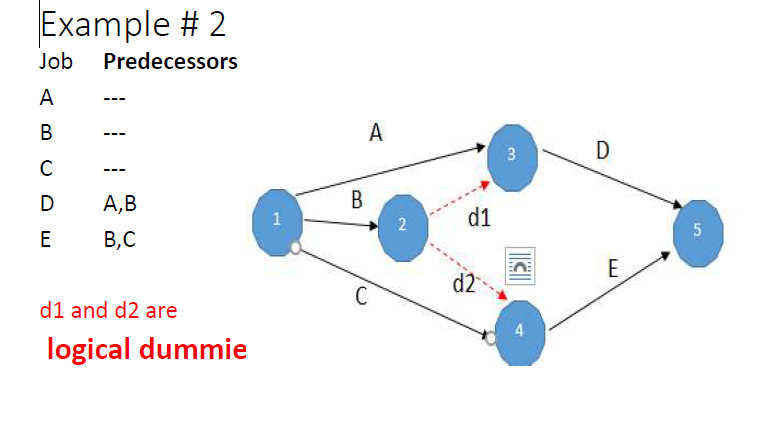 Example # 2
Job Predecessors
A ---
B ---
C ---
D A,B
E B,C
d1 and d2 are
logical dummie
A
B
C
D
E
d1
d2
1
2
3
4
5